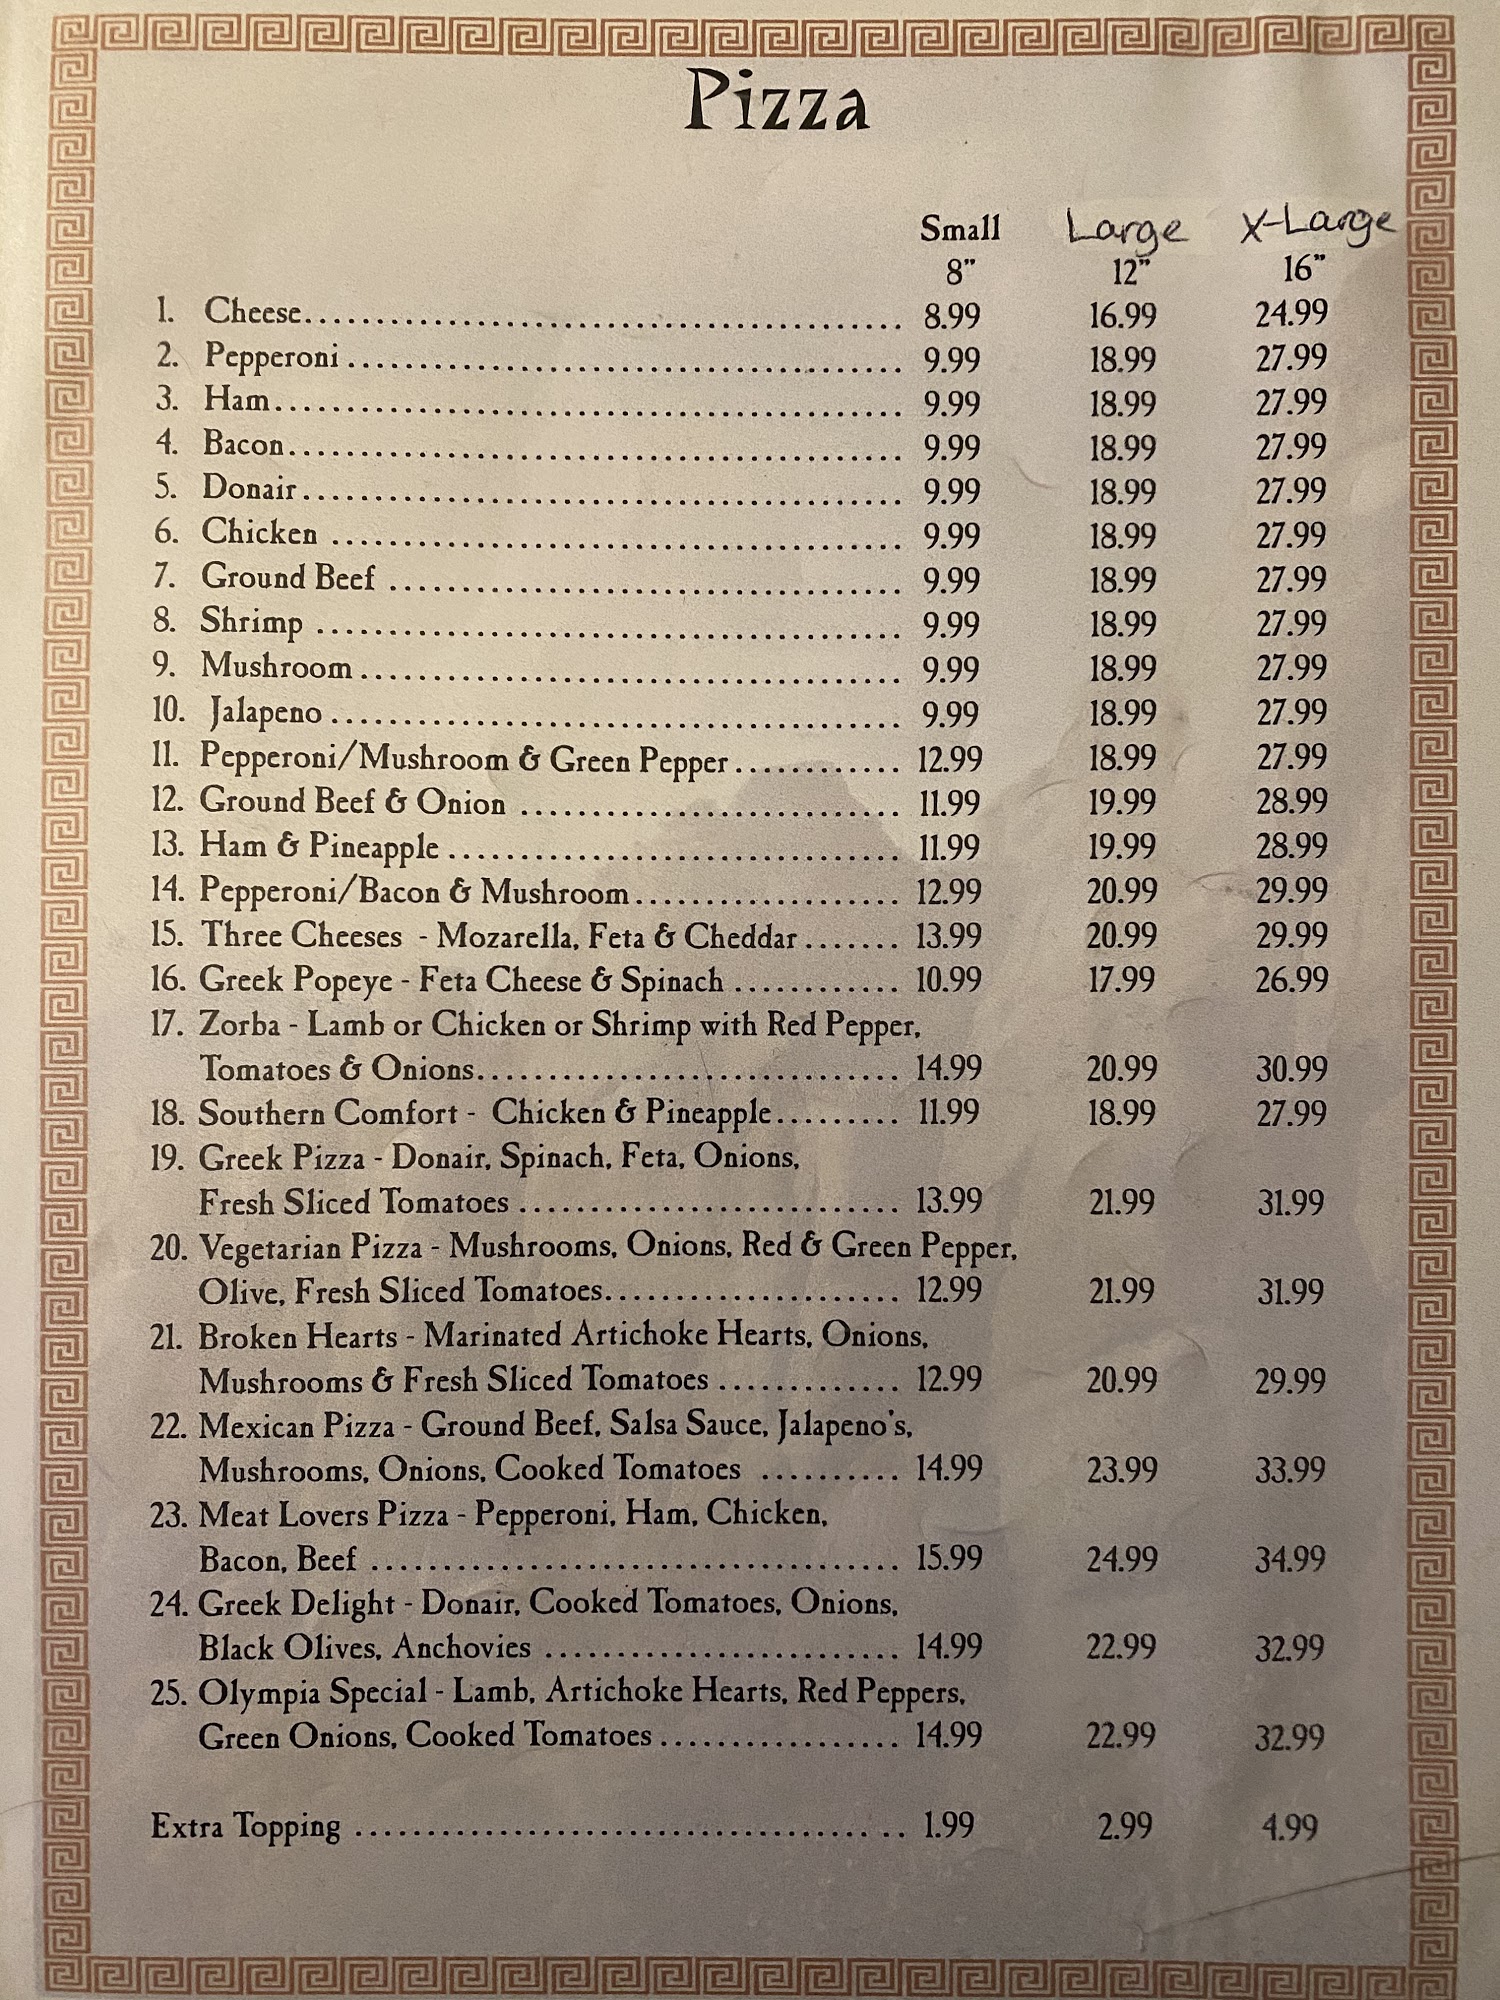 Pizza
Small Large X-Large
8" 12" 16"
1. Cheese........................................ 8.99 16.99 24.99
2. Pepperoni ..................................... 9.99 18.99 27.99
3. Ham.......................................... 9.99 18.99 27.99
4. Bacon......................................... 9.99 18.99 27.99
5. Donair........................................ 9.99 18.99 27.99
6. Chicken ...................................... 9.99 18.99 27.99
7. Ground Beef .................................. 9.99 18.99 27.99
8. Shrimp ....................................... 9.99 18.99 27.99
9. Mushroom ..................................... 9.99 18.99 27.99
10. Jalapeno ...................................... 9.99 18.99 27.99
11. Pepperoni/Mushroom & Green Pepper............ 12.99 18.99 27.99
12. Ground Beef & Onion .......................... 11.99 19.99 28.99
13. Ham & Pineapple ............................... 11.99 19.99 28.99
14. Pepperoni/Bacon & Mushroom................... 12.99 20.99 29.99
15. Three Cheeses - Mozarella, Feta & Cheddar....... 13.99 20.99 29.99
16. Greek Popeye - Feta Cheese & Spinach ............ 10.99 17.99 26.99
17. Zorba - Lamb or Chicken or Shrimp with Red Pepper,
Tomatoes & Onions............................. 14.99 20.99 30.99
18. Southern Comfort - Chicken & Pineapple......... 11.99 18.99 27.99
19. Greek Pizza - Donair, Spinach, Feta, Onions,
Fresh Sliced Tomatoes ........................... 13.99 21.99 31.99
20. Vegetarian Pizza - Mushrooms, Onions, Red & Green Pepper,
Olive, Fresh Sliced Tomatoes..................... 12.99 21.99 31.99
21. Broken Hearts - Marinated Artichoke Hearts, Onions,
Mushrooms & Fresh Sliced Tomatoes ............. 12.99 20.99 29.99
22. Mexican Pizza - Ground Beef, Salsa Sauce, Jalapeno's,
Mushrooms, Onions, Cooked Tomatoes .......... 14.99 23.99 33.99
23. Meat Lovers Pizza - Pepperoni, Ham, Chicken,
Bacon, Beef ..................................... 15.99 24.99 34.99
24. Greek Delight - Donair, Cooked Tomatoes, Onions,
Black Olives, Anchovies ......................... 14.99 22.99 32.99
25. Olympia Special - Lamb, Artichoke Hearts, Red Peppers,
Green Onions, Cooked Tomatoes ................. 14.99 22.99 32.99
Extra Topping ..................................... .. 1.99 2.99 4.99